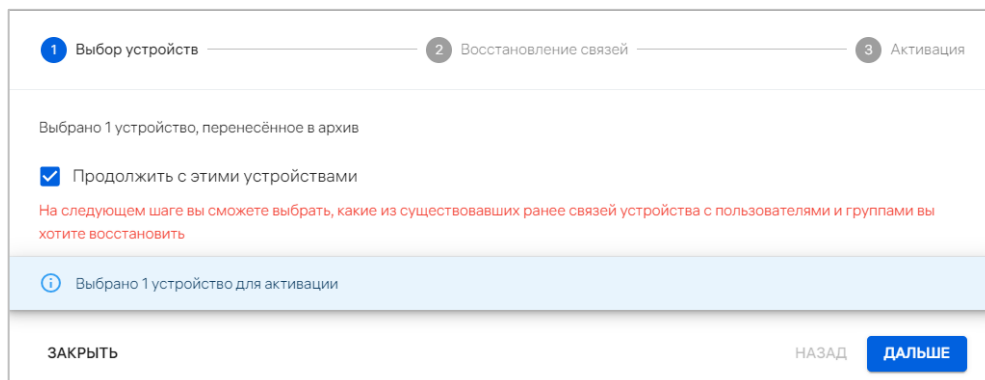 1 Выбор устройств 2 Восстановление связей 3 Активация
Выбрано 1 устройство, перенесённое в архив
Продолжить с этими устройствами
На следующем шаге вы сможете выбрать, какие из существовавших ранее связей устройства с пользователями и группами вы
хотите восстановить
Выбрано 1 устройство для активации
ЗАКРЫТЬ НАЗАД ДАЛЬШЕ